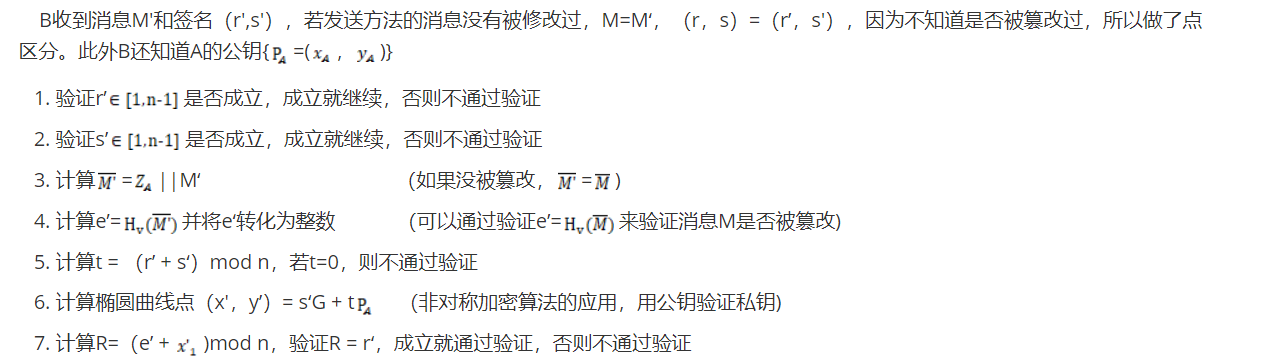 B收到消息M'和签名（r',s'），若发送方法的消息没有被修改过，M=M‘，（r，s）=（r’，s'），因为不知道是否被篡改过，所以做了点
区分。此外B还知道A的公钥{P_A =(x_A , y_A )}
1. 验证r’∈ [1,n-1] 是否成立，成立就继续，否则不通过验证
2. 验证s’∈ [1,n-1] 是否成立，成立就继续，否则不通过验证
3. 计算M̅' =Z_A ||M‘ (如果没被篡改，M̅' =M̅ )
4. 计算e’= H_v(M̅') 并将e‘转化为整数 (可以通过验证e’= H_v(M̅) 来验证消息M是否被篡改)
5. 计算t = （r’ + s‘）mod n，若t=0，则不通过验证
6. 计算椭圆曲线点（x'，y’）= s‘G + t P_A (非对称加密算法的应用，用公钥验证私钥)
7. 计算R=（e’ + x'₁ )mod n，验证R = r‘，成立就通过验证，否则不通过验证